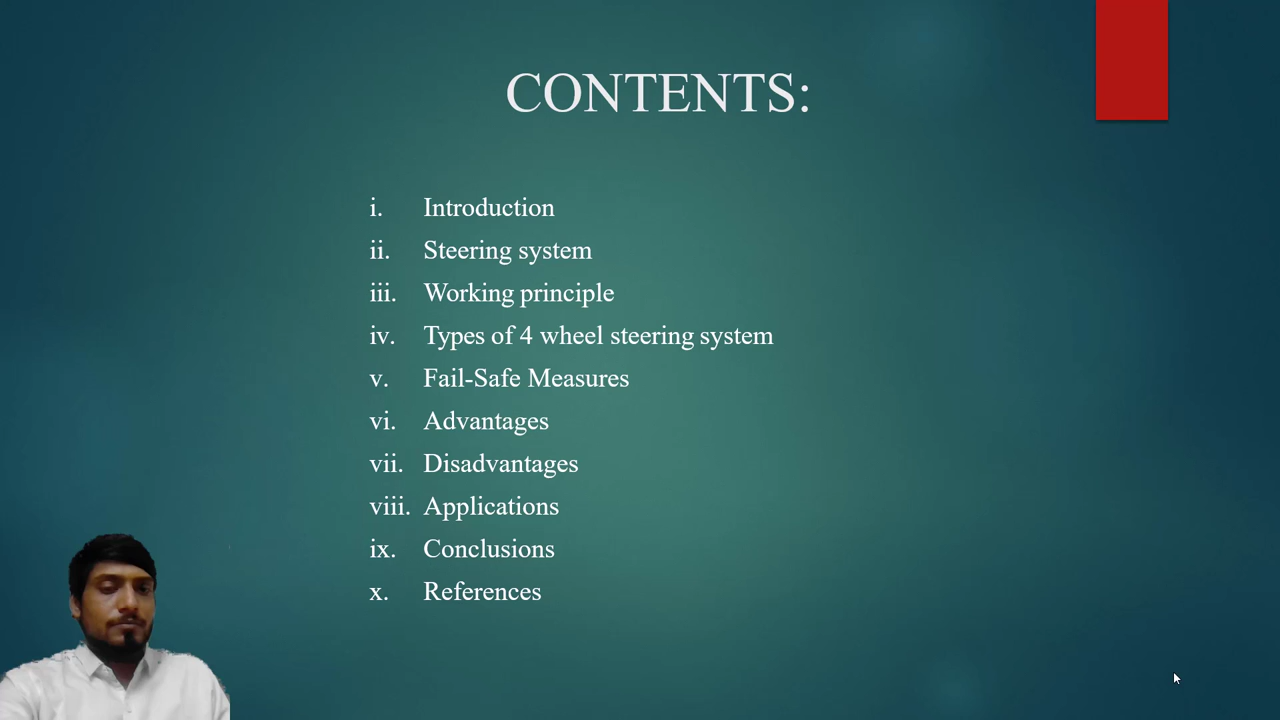 CONTENTS:
i. Introduction
ii. Steering system
iii. Working principle
iv. Types of 4 wheel steering system
v. Fail-Safe Measures
vi. Advantages
vii. Disadvantages
viii. Applications
ix. Conclusions
x. References